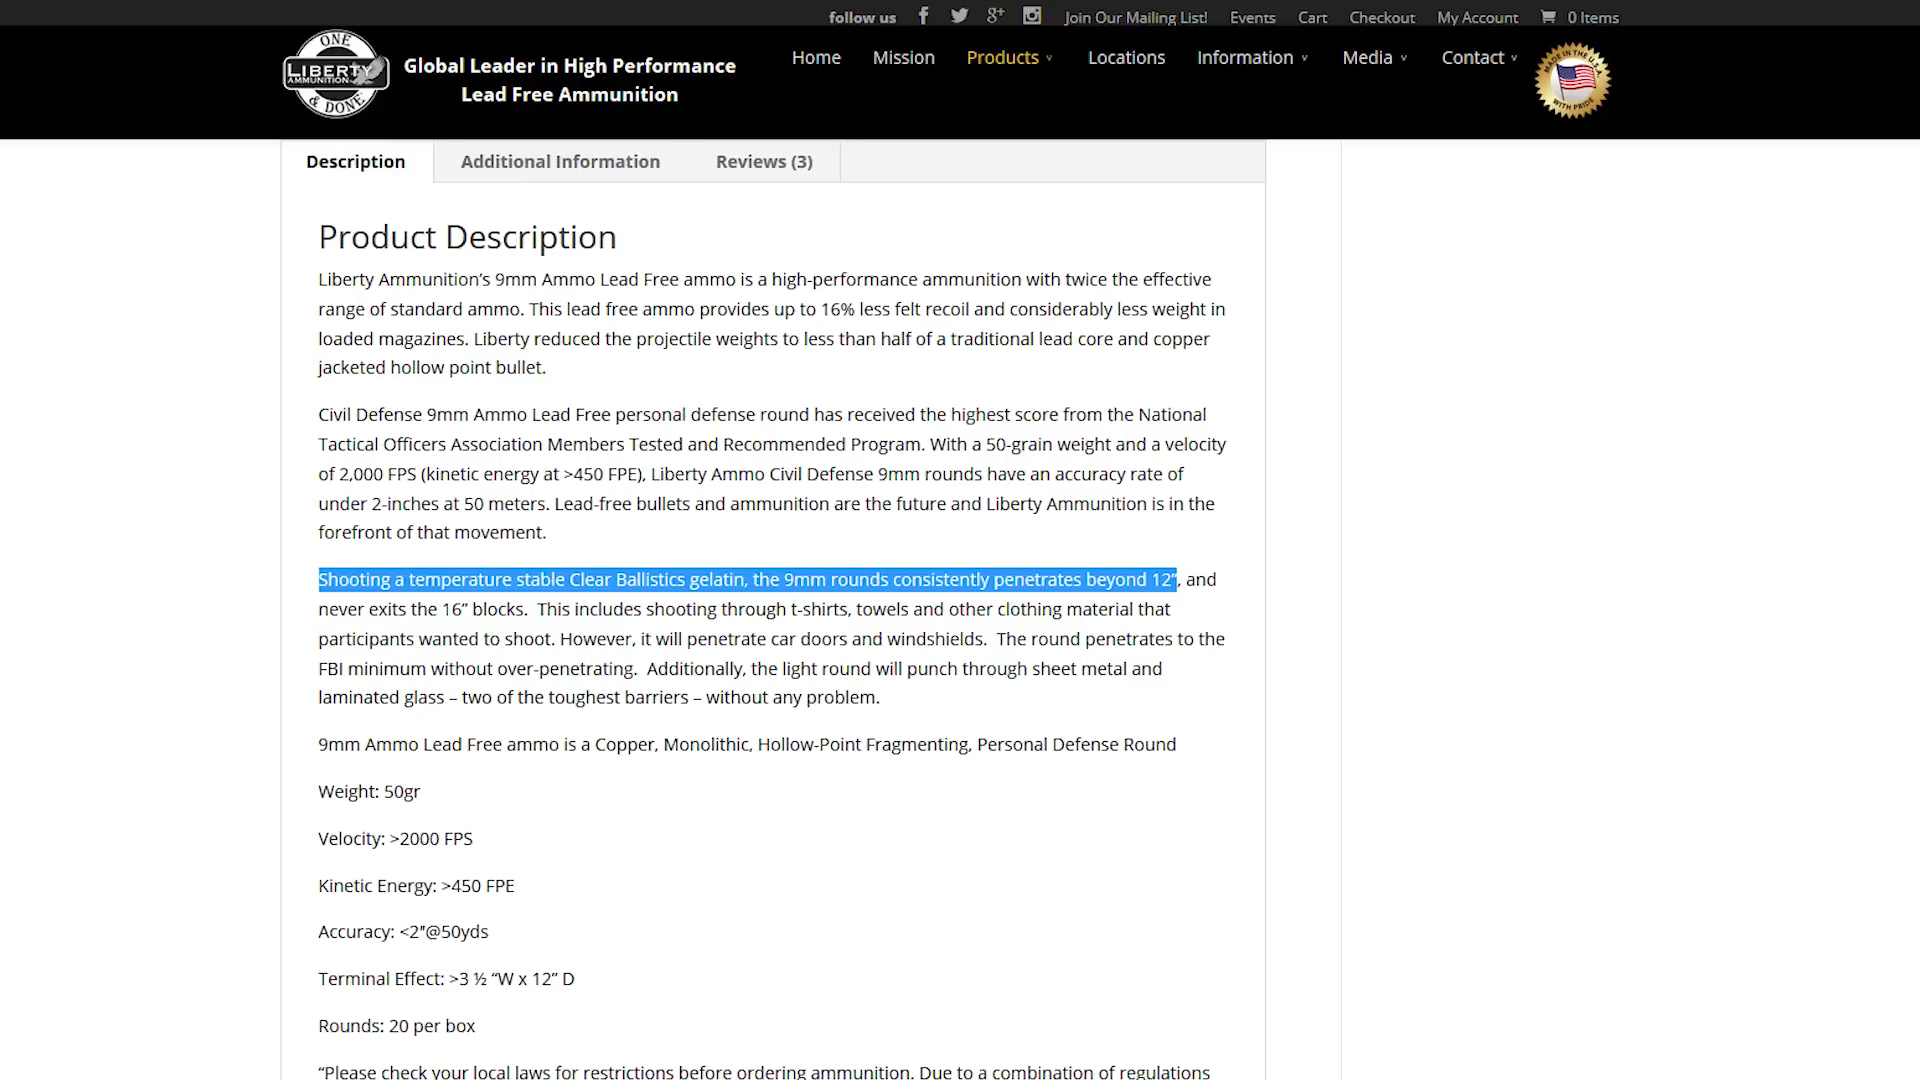 follow us Join Our Mailing List! Events Cart Checkout My Account 0 Items
ONE
LIBERTY
AMMUNITION
& DONE
Global Leader in High Performance
Lead Free Ammunition
Home Mission Products Locations Information Media Contact
MADE IN THE U.S.A.
WITH PRIDE
Description Additional Information Reviews (3)
Product Description
Liberty Ammunition’s 9mm Ammo Lead Free ammo is a high-performance ammunition with twice the effective
range of standard ammo. This lead free ammo provides up to 16% less felt recoil and considerably less weight in
loaded magazines. Liberty reduced the projectile weights to less than half of a traditional lead core and copper
jacketed hollow point bullet.
Civil Defense 9mm Ammo Lead Free personal defense round has received the highest score from the National
Tactical Officers Association Members Tested and Recommended Program. With a 50-grain weight and a velocity
of 2,000 FPS (kinetic energy at >450 FPE), Liberty Ammo Civil Defense 9mm rounds have an accuracy rate of
under 2-inches at 50 meters. Lead-free bullets and ammunition are the future and Liberty Ammunition is in the
forefront of that movement.
Shooting a temperature stable Clear Ballistics gelatin, the 9mm rounds consistently penetrates beyond 12”, and
never exits the 16” blocks.  This includes shooting through t-shirts, towels and other clothing material that
participants wanted to shoot. However, it will penetrate car doors and windshields.  The round penetrates to the
FBI minimum without over-penetrating.  Additionally, the light round will punch through sheet metal and
laminated glass – two of the toughest barriers – without any problem.
9mm Ammo Lead Free ammo is a Copper, Monolithic, Hollow-Point Fragmenting, Personal Defense Round
Weight: 50gr
Velocity: >2000 FPS
Kinetic Energy: >450 FPE
Accuracy: <2″@50yds
Terminal Effect: >3 ½ “W x 12” D
Rounds: 20 per box
“Please check your local laws for restrictions before ordering ammunition. Due to a combination of regulations